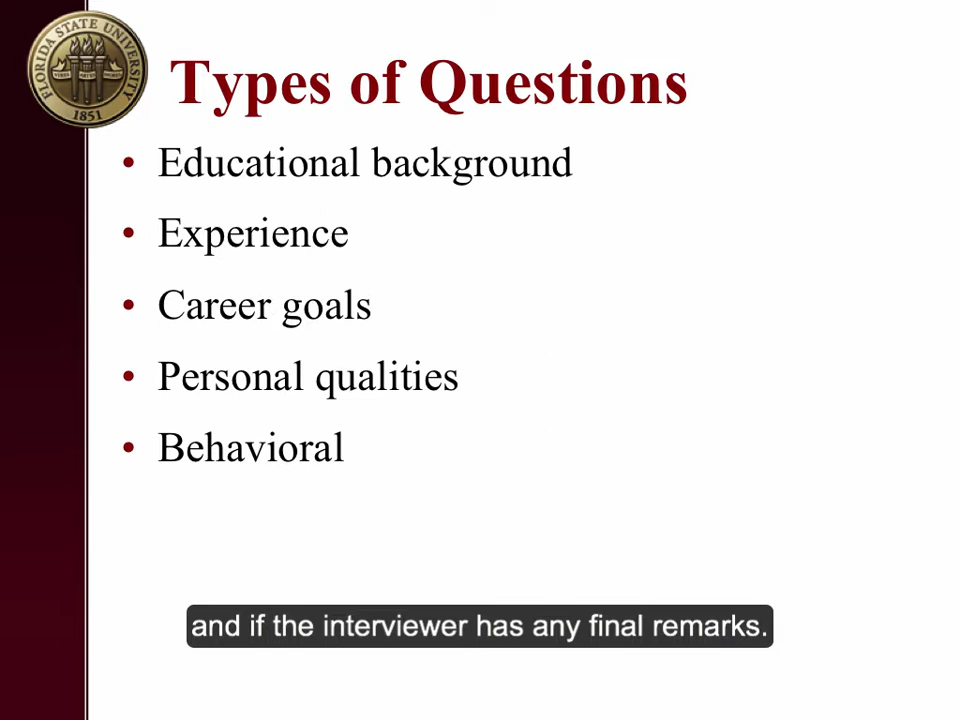 FLORIDA STATE UNIVERSITY
1851
Types of Questions
• Educational background
• Experience
• Career goals
• Personal qualities
• Behavioral
and if the interviewer has any final remarks.